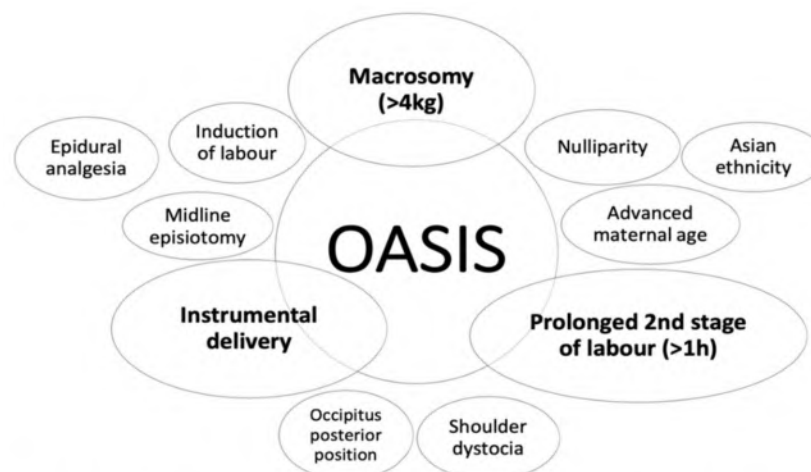 Macrosomy
(>4kg)
Epidural
analgesia
Induction
of labour
Nulliparity
Asian
ethnicity
Midline
episiotomy
Advanced
maternal age
OASIS
Instrumental
delivery
Prolonged 2nd stage
of labour (>1h)
Occipitus
posterior
position
Shoulder
dystocia